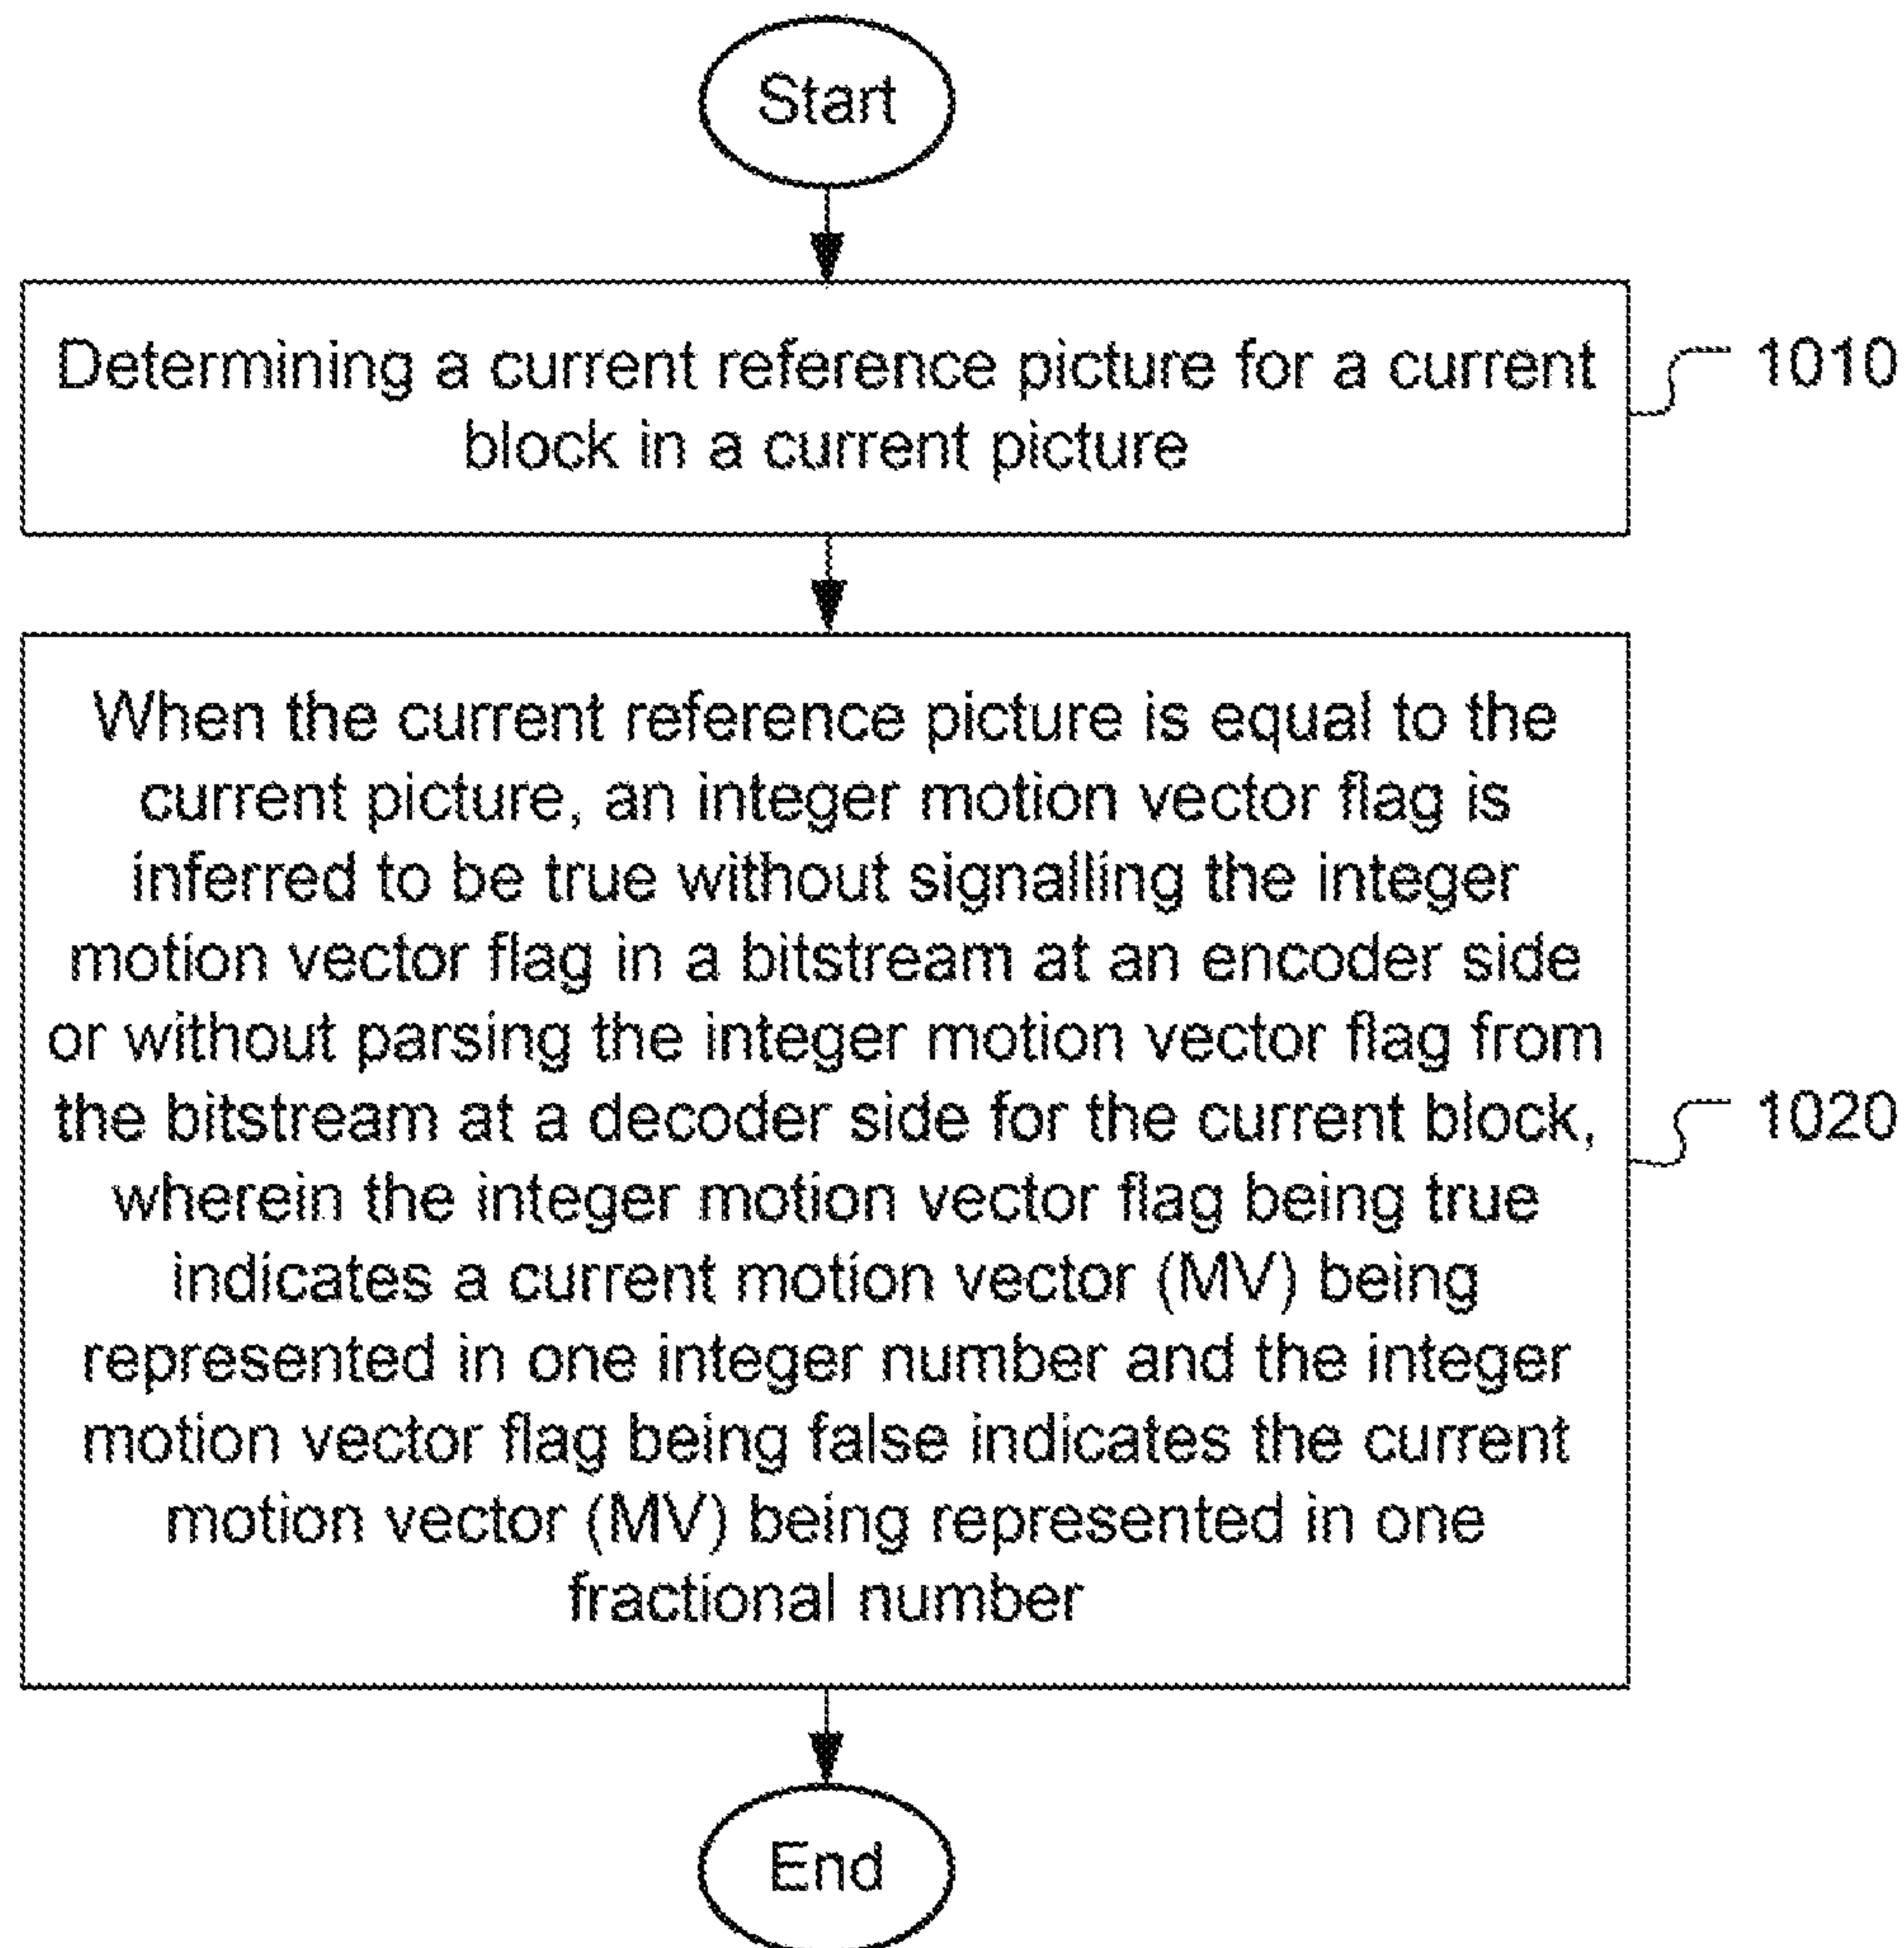 Start
Determining a current reference picture for a current
block in a current picture
1010
When the current reference picture is equal to the
current picture, an integer motion vector flag is
inferred to be true without signalling the integer
motion vector flag in a bitstream at an encoder side
or without parsing the integer motion vector flag from
the bitstream at a decoder side for the current block,
wherein the integer motion vector flag being true
indicates a current motion vector (MV) being
represented in one integer number and the integer
motion vector flag being false indicates the current
motion vector (MV) being represented in one
fractional number
1020
End